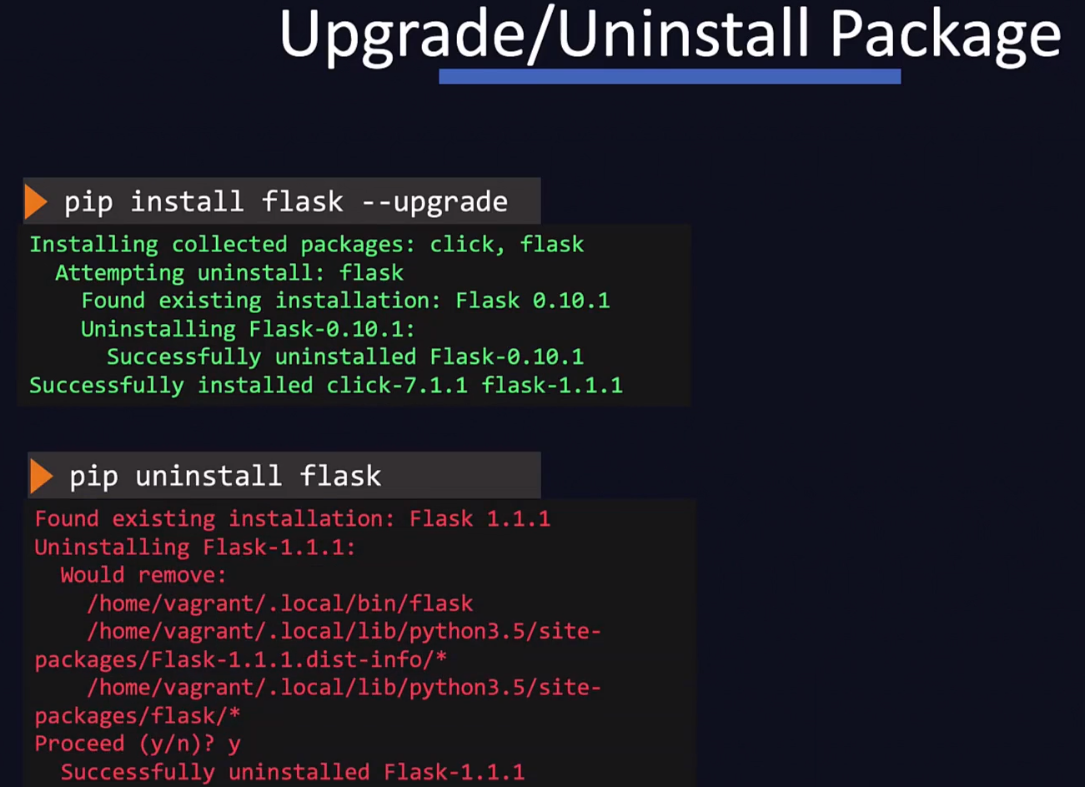 Upgrade/Uninstall Package
pip install flask --upgrade
Installing collected packages: click, flask
Attempting uninstall: flask
Found existing installation: Flask 0.10.1
Uninstalling Flask-0.10.1:
Successfully uninstalled Flask-0.10.1
Successfully installed click-7.1.1 flask-1.1.1
pip uninstall flask
Found existing installation: Flask 1.1.1
Uninstalling Flask-1.1.1:
Would remove:
/home/vagrant/.local/bin/flask
/home/vagrant/.local/lib/python3.5/site-
packages/Flask-1.1.1.dist-info/*
/home/vagrant/.local/lib/python3.5/site-
packages/flask/*
Proceed (y/n)? y
Successfully uninstalled Flask-1.1.1